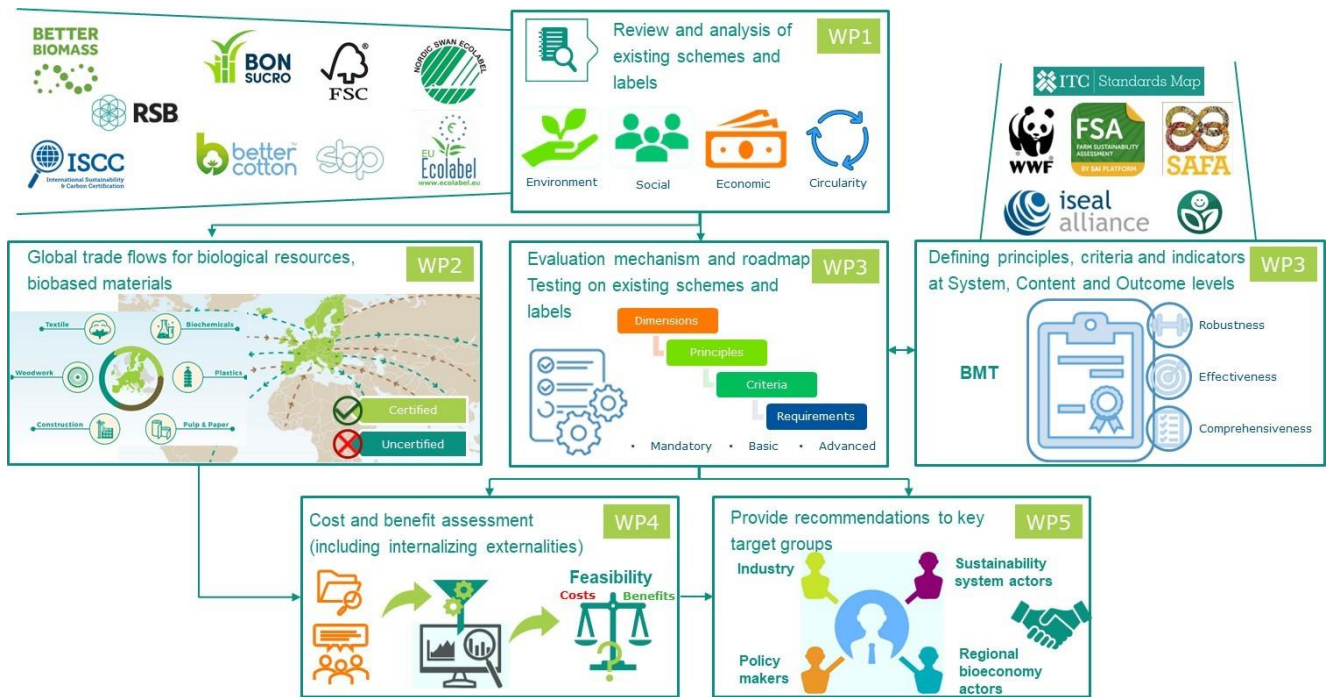 BETTER
BIOMASS
BON
SUCRO
FSC
®
NORDIC SWAN ECOLABEL
RSB
ISCC
International Sustainability
& Carbon Certification
better
cotton
™
sbp
EU
Ecolabel
www.ecolabel.eu
Review and analysis of
existing schemes and
labels
WP1
Environment
Social
Economic
Circularity
ITC | Standards Map
WWF
FSA
FARM SUSTAINABILITY
ASSESSMENT
BY SAI PLATFORM
SAFA
iseal
alliance
Global trade flows for biological resources,
biobased materials
WP2
Textile
Biochemicals
Woodwork
Plastics
Construction
Pulp & Paper
Certified
Uncertified
Evaluation mechanism and roadmap
Testing on existing schemes and
labels
WP3
Dimensions
Principles
Criteria
Requirements
• Mandatory • Basic • Advanced
Defining principles, criteria and indicators
at System, Content and Outcome levels
WP3
BMT
Robustness
Effectiveness
Comprehensiveness
Cost and benefit assessment
(including internalizing externalities)
WP4
Feasibility
Costs Benefits
?
Provide recommendations to key
target groups
WP5
Industry
Sustainability
system actors
Policy
makers
Regional
bioeconomy
actors